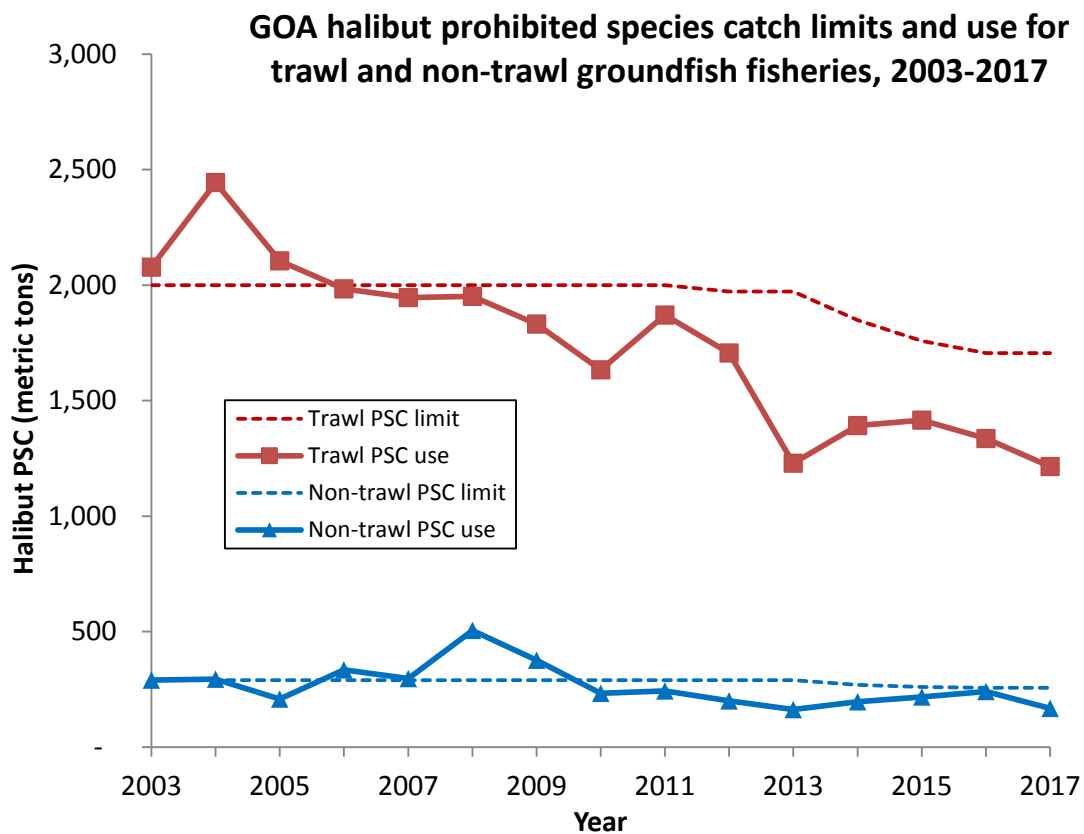 GOA halibut prohibited species catch limits and use for
trawl and non-trawl groundfish fisheries, 2003-2017
3,000
2,500
2,000
1,500
1,000
500
-
Halibut PSC (metric tons)
Trawl PSC limit
Trawl PSC use
Non-trawl PSC limit
Non-trawl PSC use
2003 2005 2007 2009 2011 2013 2015 2017
Year